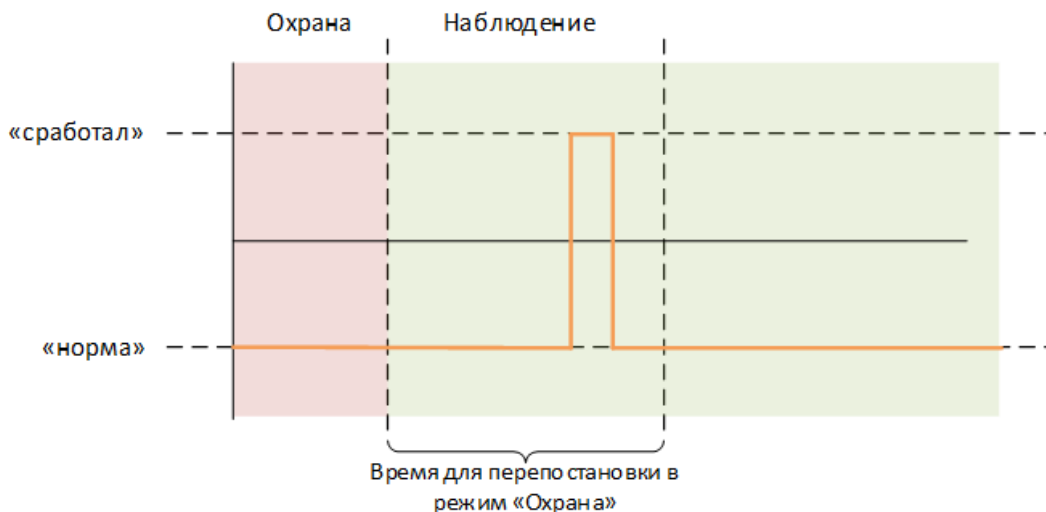 Охрана
Наблюдение
«сработал»
«норма»
Время для перепостановки в
режим «Охрана»